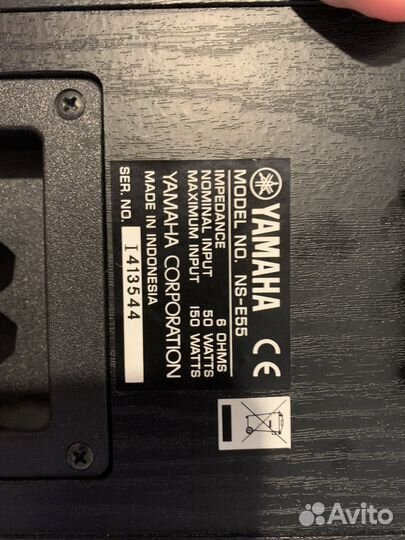 YAMAHA CE
MODEL NO. NS-E55
IMPEDANCE 6 OHMS
NOMINAL INPUT 50 WATTS
MAXIMUM INPUT 150 WATTS
YAMAHA CORPORATION
MADE IN INDONESIA
SER. NO. I413544
Avito